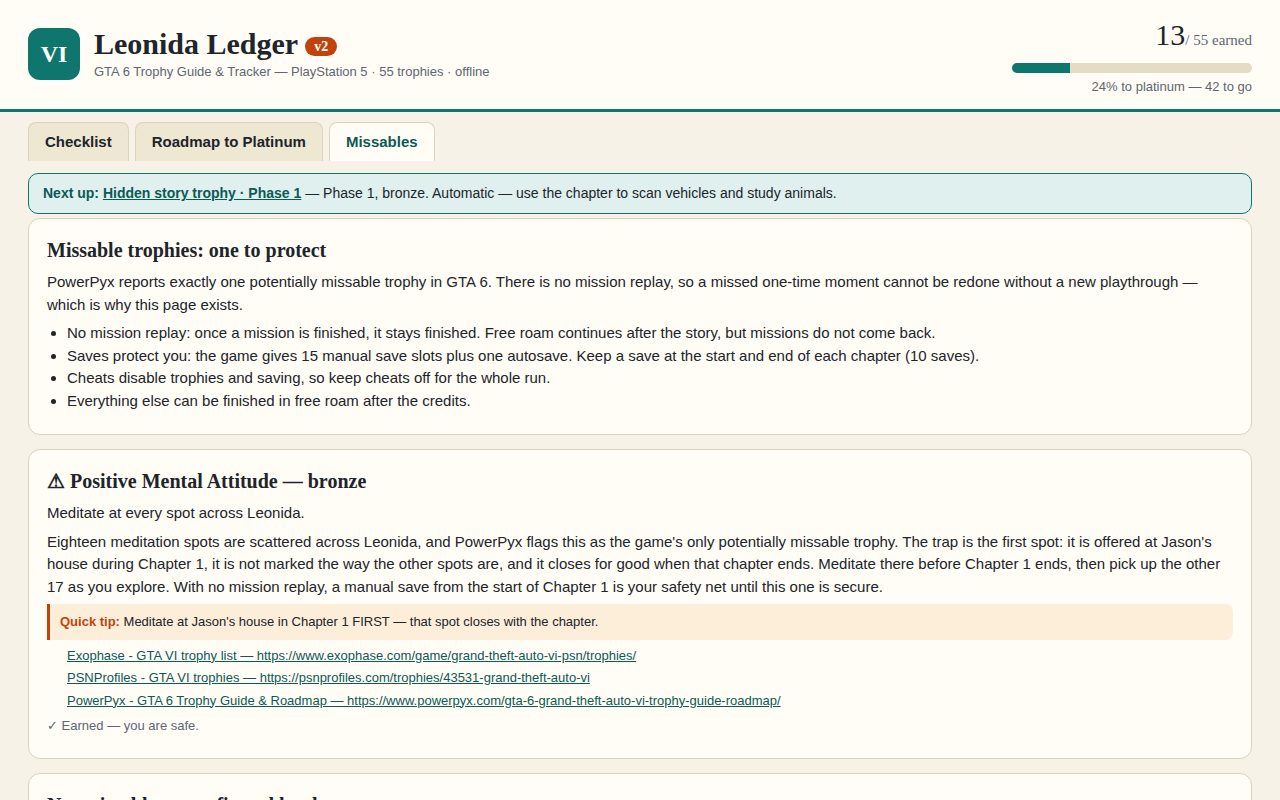 VI
Leonida Ledger v2
GTA 6 Trophy Guide & Tracker — PlayStation 5 · 55 trophies · offline
13 / 55 earned
24% to platinum — 42 to go
Checklist
Roadmap to Platinum
Missables
Next up: Hidden story trophy · Phase 1 — Phase 1, bronze. Automatic — use the chapter to scan vehicles and study animals.
Missable trophies: one to protect
PowerPyx reports exactly one potentially missable trophy in GTA 6. There is no mission replay, so a missed one-time moment cannot be redone without a new playthrough —
which is why this page exists.
• No mission replay: once a mission is finished, it stays finished. Free roam continues after the story, but missions do not come back.
• Saves protect you: the game gives 15 manual save slots plus one autosave. Keep a save at the start and end of each chapter (10 saves).
• Cheats disable trophies and saving, so keep cheats off for the whole run.
• Everything else can be finished in free roam after the credits.
⚠ Positive Mental Attitude — bronze
Meditate at every spot across Leonida.
Eighteen meditation spots are scattered across Leonida, and PowerPyx flags this as the game's only potentially missable trophy. The trap is the first spot: it is offered at Jason's
house during Chapter 1, it is not marked the way the other spots are, and it closes for good when that chapter ends. Meditate there before Chapter 1 ends, then pick up the other
17 as you explore. With no mission replay, a manual save from the start of Chapter 1 is your safety net until this one is secure.
Quick tip: Meditate at Jason's house in Chapter 1 FIRST — that spot closes with the chapter.
Exophase - GTA VI trophy list — https://www.exophase.com/game/grand-theft-auto-vi-psn/trophies/
PSNProfiles - GTA VI trophies — https://psnprofiles.com/trophies/43531-grand-theft-auto-vi
PowerPyx - GTA 6 Trophy Guide & Roadmap — https://www.powerpyx.com/gta-6-grand-theft-auto-vi-trophy-guide-roadmap/
✓ Earned — you are safe.